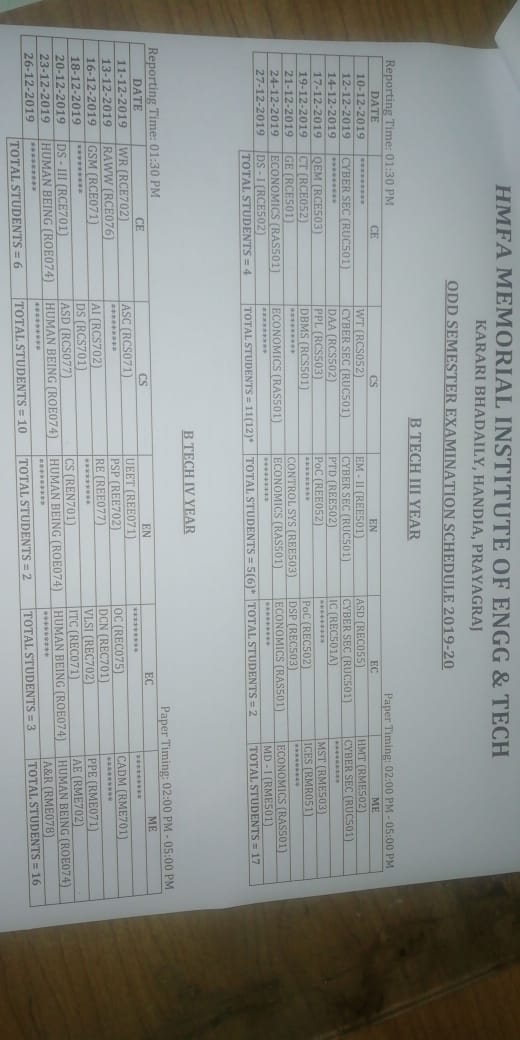 HMFA MEMORIAL INSTITUTE OF ENGG & TECH
KARARI BHADAILY, HANDIA, PRAYAGRAJ
ODD SEMESTER EXAMINATION SCHEDULE 2019-20
B TECH III YEAR
Reporting Time: 01:30 PM Paper Timing: 02:00 PM - 05:00 PM
DATE CE CS EN EC ME
10-12-2019 ********* WT (RCS052) EM - II (REE501) ASD (REC055) HMT (RME502)
12-12-2019 CYBER SEC (RUC501) CYBER SEC (RUC501) CYBER SEC (RUC501) CYBER SEC (RUC501) CYBER SEC (RUC501)
14-12-2019 ********* DAA (RCS502) PTD (REE502) IC (REC501A) *********
17-12-2019 QEM (RCE503) PPL (RCS503) PoC (REE052) ********* MST (RME503)
19-12-2019 CT (RCE052) DBMS (RCS501) ********* PoC (REC502) ICES (RMR051)
21-12-2019 GE (RCE501) ********* CONTROL SYS (REE503) DSP (REC503) *********
24-12-2019 ECONOMICS (RAS501) ECONOMICS (RAS501) ECONOMICS (RAS501) ECONOMICS (RAS501) ECONOMICS (RAS501)
27-12-2019 DS - I (RCE502) ********* ********* ********* MD - I (RME501)
TOTAL STUDENTS = 4 TOTAL STUDENTS = 11(12)* TOTAL STUDENTS = 5(6)* TOTAL STUDENTS = 2 TOTAL STUDENTS = 17
B TECH IV YEAR
Reporting Time: 01:30 PM Paper Timing: 02:00 PM - 05:00 PM
DATE CE CS EN EC ME
11-12-2019 WR (RCE702) ASC (RCS071) UEET (REE071) ********* *********
13-12-2019 RAWW (RCE076) ********* PSP (REE702) OC (REC075) CADM (RME701)
16-12-2019 GSM (RCE071) AI (RCS702) RE (REE077) DCN (REC701) *********
18-12-2019 ********* DS (RCS701) ********* VLSI (REC702) PPE (RME071)
20-12-2019 DS - III (RCE701) ASD (RCS077) CS (REN701) ITC (REC071) AE (RME702)
23-12-2019 HUMAN BEING (ROE074) HUMAN BEING (ROE074) HUMAN BEING (ROE074) HUMAN BEING (ROE074) HUMAN BEING (ROE074)
26-12-2019 ********* ********* ********* ********* A&R (RME078)
TOTAL STUDENTS = 6 TOTAL STUDENTS = 10 TOTAL STUDENTS = 2 TOTAL STUDENTS = 3 TOTAL STUDENTS = 16